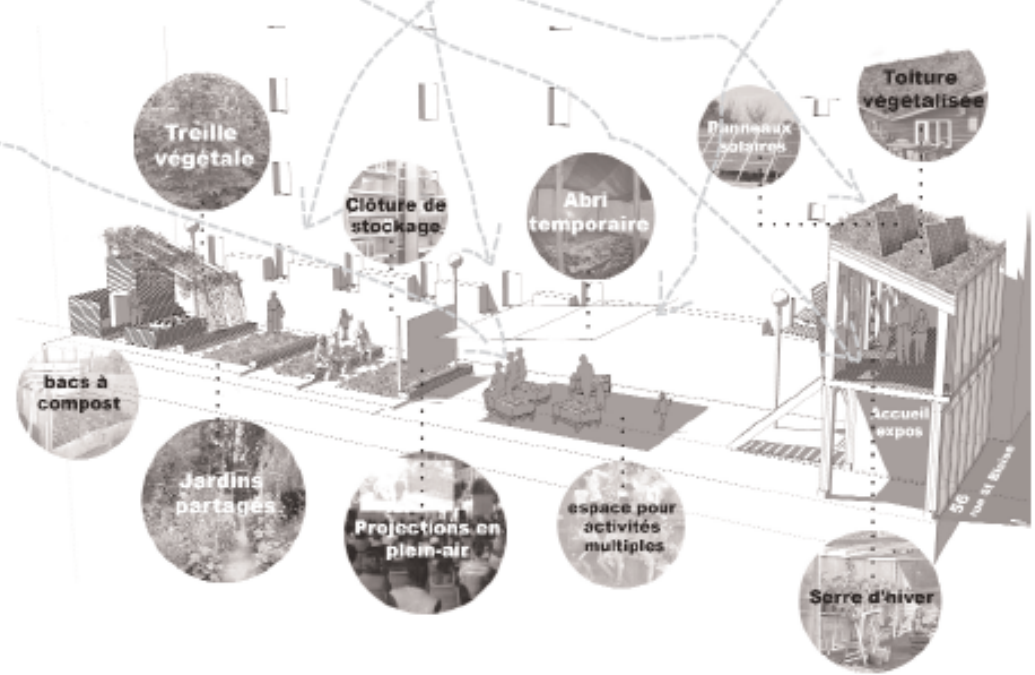 Treille
végétale
Clôture de
stockage
Abri
temporaire
Panneaux
solaires
Toiture
végétalisée
bacs à
compost
Jardins
partagés
Projections en
plein-air
espace pour
activités
multiples
Accueil
expos
56
rue st Blaise
Serre d'hiver